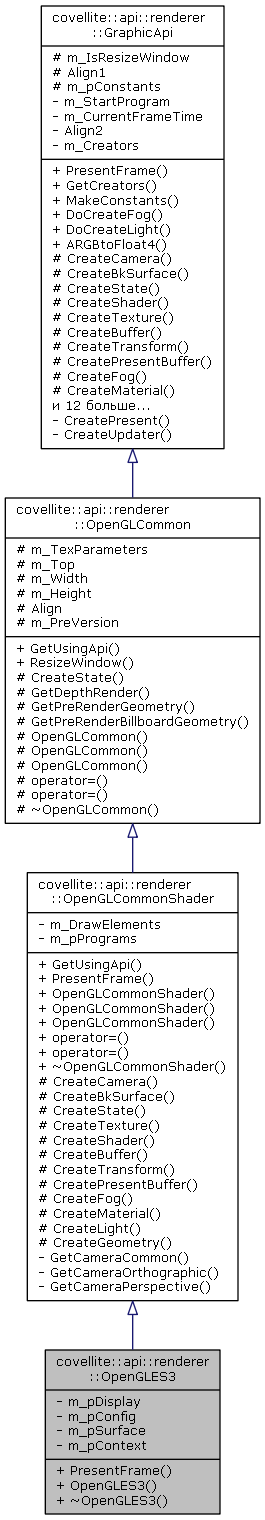 covellite::api::renderer
::GraphicApi
# m_IsResizeWindow
# Align1
# m_pConstants
- m_StartProgram
- m_CurrentFrameTime
- Align2
- m_Creators
+ PresentFrame()
+ GetCreators()
+ MakeConstants()
+ DoCreateFog()
+ DoCreateLight()
+ ARGBtoFloat4()
# CreateCamera()
# CreateBkSurface()
# CreateState()
# CreateShader()
# CreateTexture()
# CreateBuffer()
# CreateTransform()
# CreatePresentBuffer()
# CreateFog()
# CreateMaterial()
и 12 больше...
- CreatePresent()
- CreateUpdater()
covellite::api::renderer
::OpenGLCommon
# m_TexParameters
# m_Top
# m_Width
# m_Height
# Align
# m_PreVersion
+ GetUsingApi()
+ ResizeWindow()
# CreateState()
# GetDepthRender()
# GetPreRenderGeometry()
# GetPreRenderBillboardGeometry()
# OpenGLCommon()
# OpenGLCommon()
# OpenGLCommon()
# operator=()
# operator=()
# ~OpenGLCommon()
covellite::api::renderer
::OpenGLCommonShader
- m_DrawElements
- m_pPrograms
+ GetUsingApi()
+ PresentFrame()
+ OpenGLCommonShader()
+ OpenGLCommonShader()
+ OpenGLCommonShader()
+ operator=()
+ operator=()
+ ~OpenGLCommonShader()
# CreateCamera()
# CreateBkSurface()
# CreateState()
# CreateTexture()
# CreateShader()
# CreateBuffer()
# CreateTransform()
# CreatePresentBuffer()
# CreateFog()
# CreateMaterial()
# CreateLight()
# CreateGeometry()
- GetCameraCommon()
- GetCameraOrthographic()
- GetCameraPerspective()
covellite::api::renderer
::OpenGLES3
- m_pDisplay
- m_pConfig
- m_pSurface
- m_pContext
+ PresentFrame()
+ OpenGLES3()
+ ~OpenGLES3()